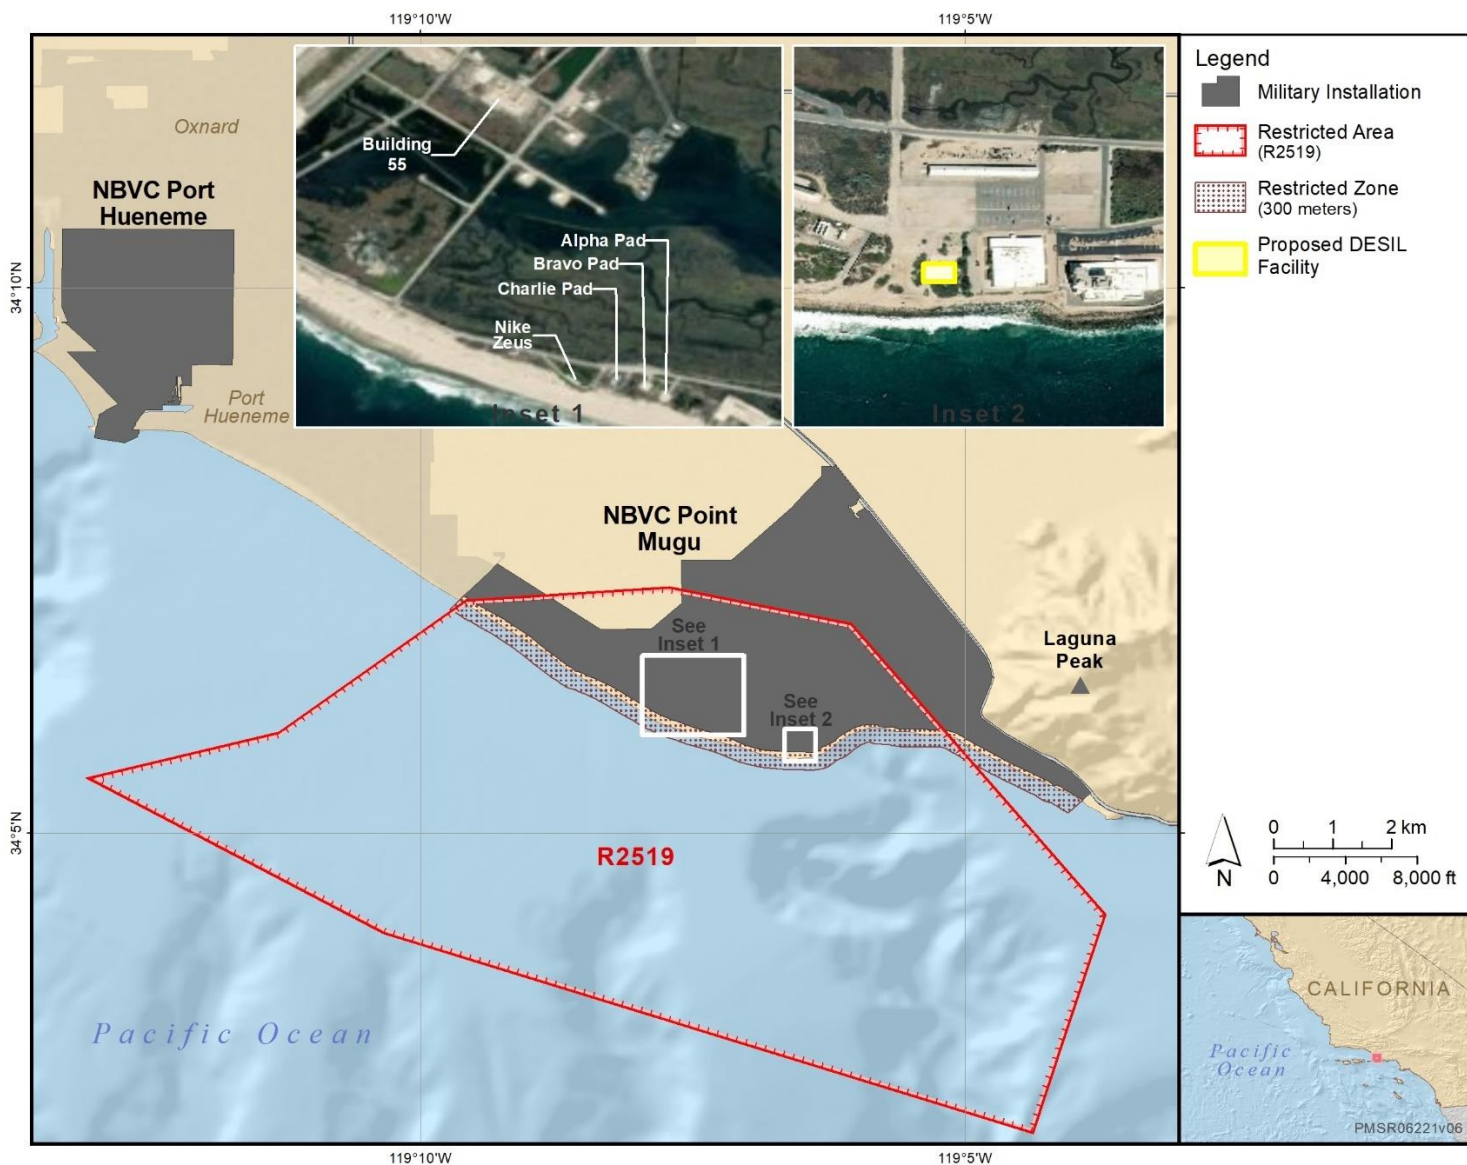 119°10'W
119°5'W
Oxnard
NBVC Port
Hueneme
Port
Hueneme
34°10'N
34°5'N
Building
55
Alpha Pad
Bravo Pad
Charlie Pad
Nike
Zeus
Inset 1
Inset 2
NBVC Point
Mugu
See
Inset 1
See
Inset 2
Laguna
Peak
R2519
Pacific Ocean
119°10'W
119°5'W
Legend
Military Installation
Restricted Area
(R2519)
Restricted Zone
(300 meters)
Proposed DESIL
Facility
N
0 1 2 km
0 4,000 8,000 ft
CALIFORNIA
Pacific
Ocean
PMSR06221v06